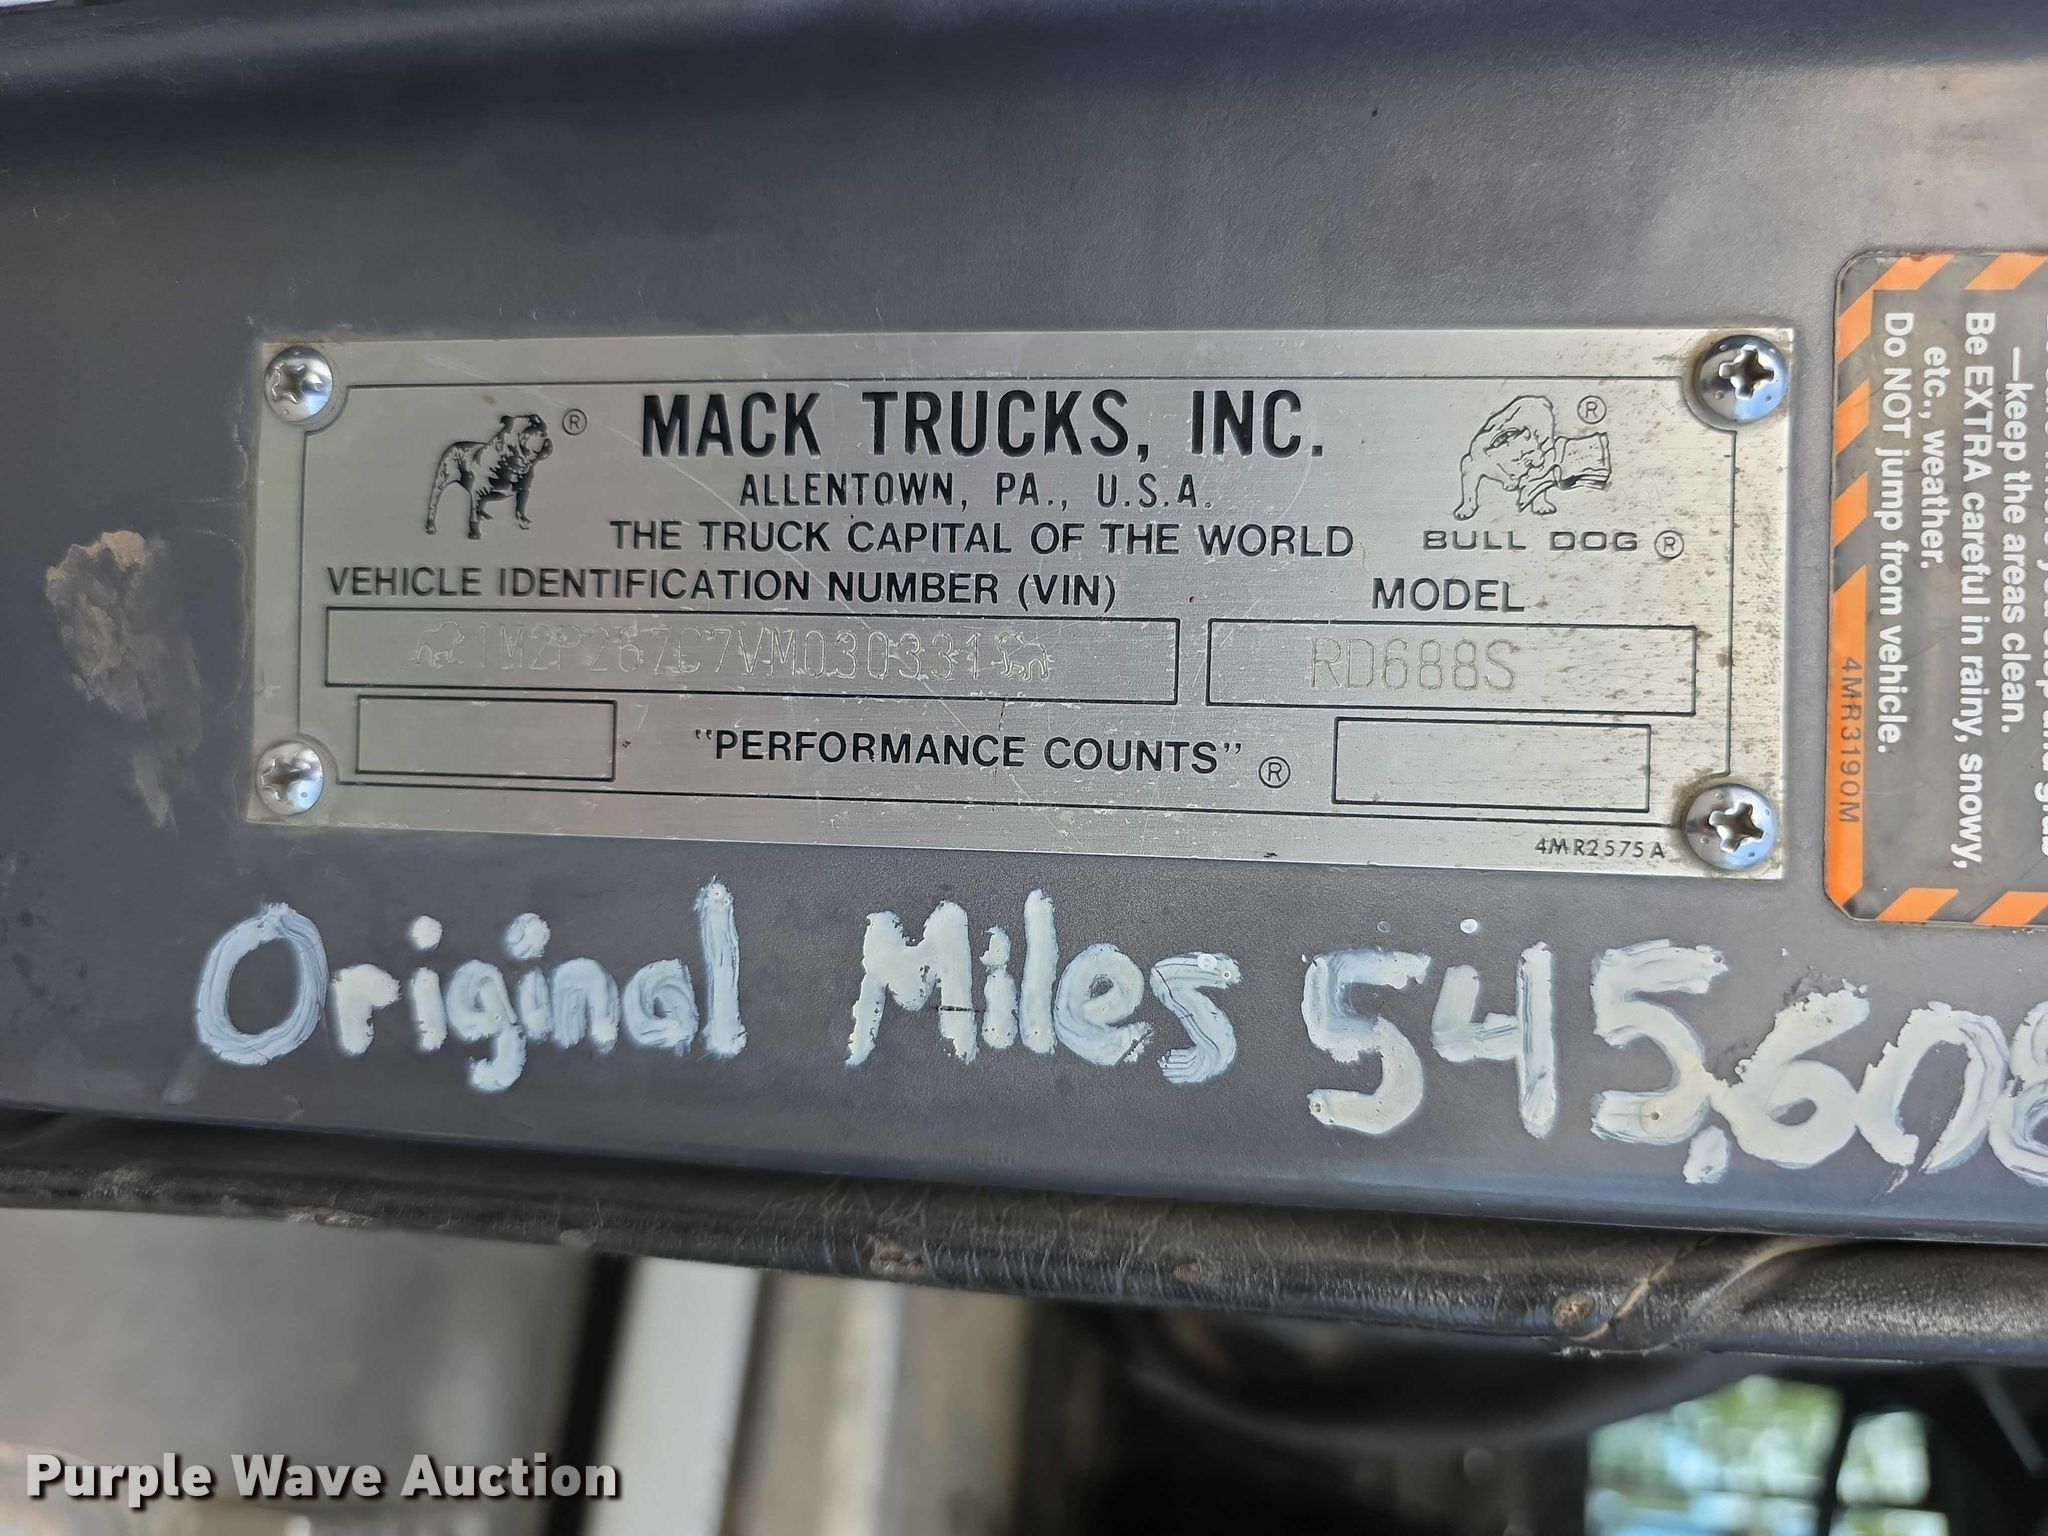 MACK TRUCKS, INC.
ALLENTOWN, PA., U.S.A.
THE TRUCK CAPITAL OF THE WORLD
®
®
BULL DOG ®
VEHICLE IDENTIFICATION NUMBER (VIN)
MODEL
1M2P267C7VM030331
RD688S
"PERFORMANCE COUNTS" ®
4MR2575A
—keep the areas clean.
Be EXTRA careful in rainy, snowy,
etc., weather.
Do NOT jump from vehicle.
4MR3190M
Original Miles 545,608
Purple Wave Auction